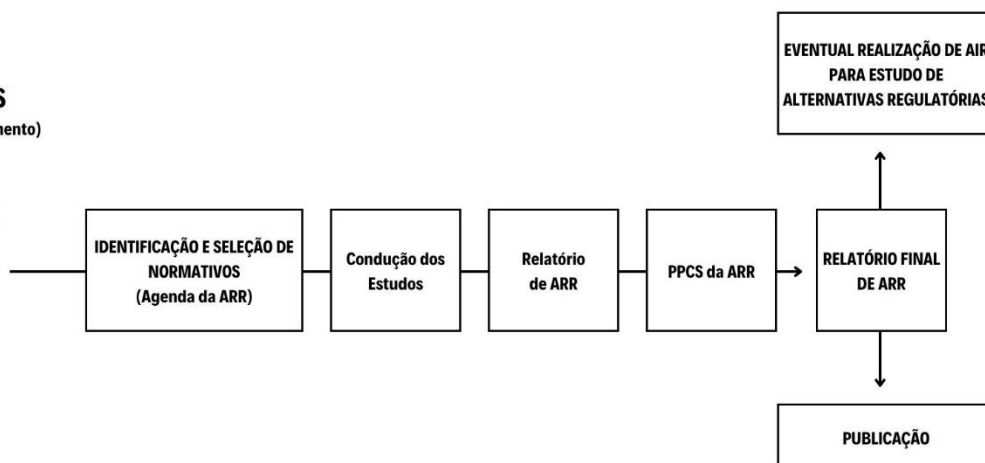 S
mento)
IDENTIFICAÇÃO E SELEÇÃO DE
NORMATIVOS
(Agenda da ARR)
Condução dos
Estudos
Relatório
de ARR
PPCS da ARR
RELATÓRIO FINAL
DE ARR
EVENTUAL REALIZAÇÃO DE AIR
PARA ESTUDO DE
ALTERNATIVAS REGULATÓRIAS
PUBLICAÇÃO